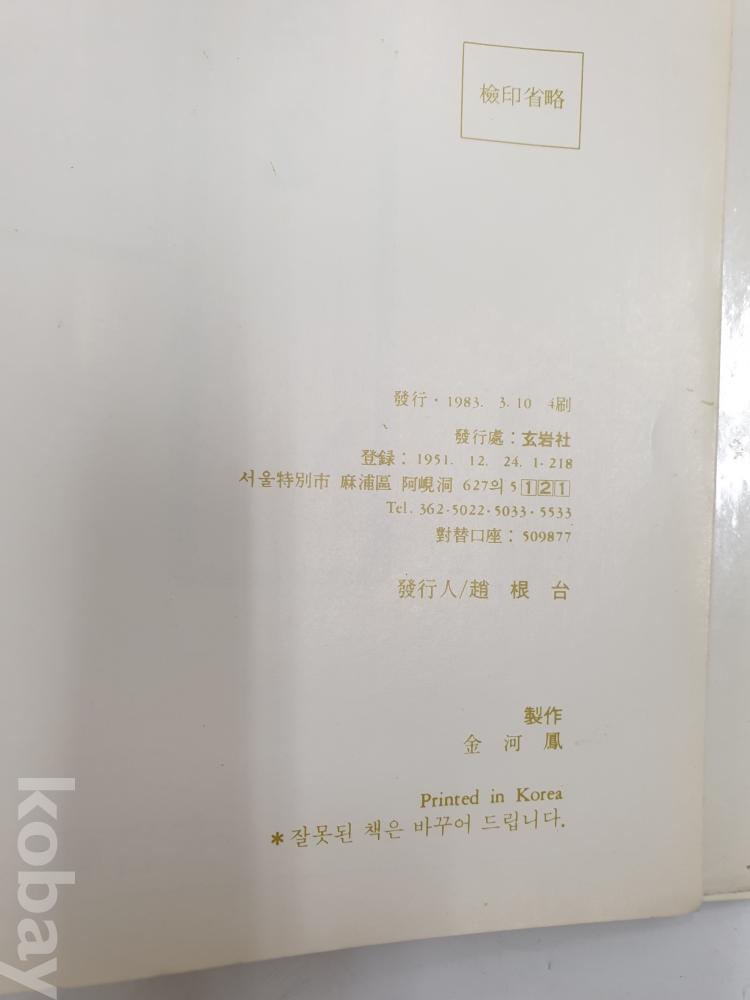 檢印省略
發行・1983. 3. 10 4刷
發行處 : 玄岩社
登録 : 1951. 12. 24. 1-218
서울特別市 麻浦區 阿峴洞 627의 5 121
Tel. 362-5022・5033・5533
對替口座 : 509877
發行人/趙 根 台
製作
金 河 鳳
Printed in Korea
* 잘못된 책은 바꾸어 드립니다.
kobay